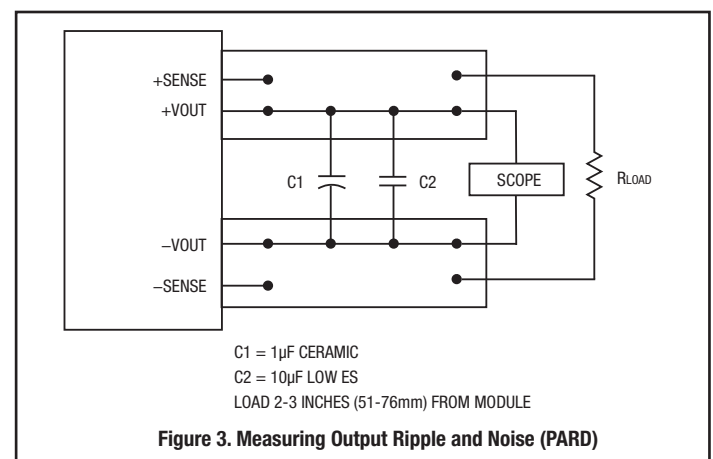 +SENSE
+VOUT
C1
C2
SCOPE
RLOAD
−VOUT
−SENSE
C1 = 1µF CERAMIC
C2 = 10µF LOW ES
LOAD 2-3 INCHES (51-76mm) FROM MODULE
Figure 3. Measuring Output Ripple and Noise (PARD)